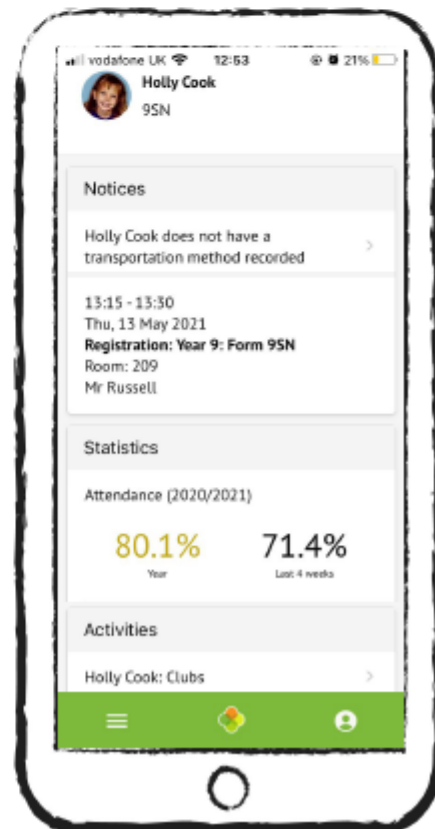 vodafone UK 12:53 21%
Holly Cook
9SN
Notices
Holly Cook does not have a
transportation method recorded
13:15 - 13:30
Thu, 13 May 2021
Registration: Year 9: Form 9SN
Room: 209
Mr Russell
Statistics
Attendance (2020/2021)
80.1% 71.4%
Year Last 4 weeks
Activities
Holly Cook: Clubs